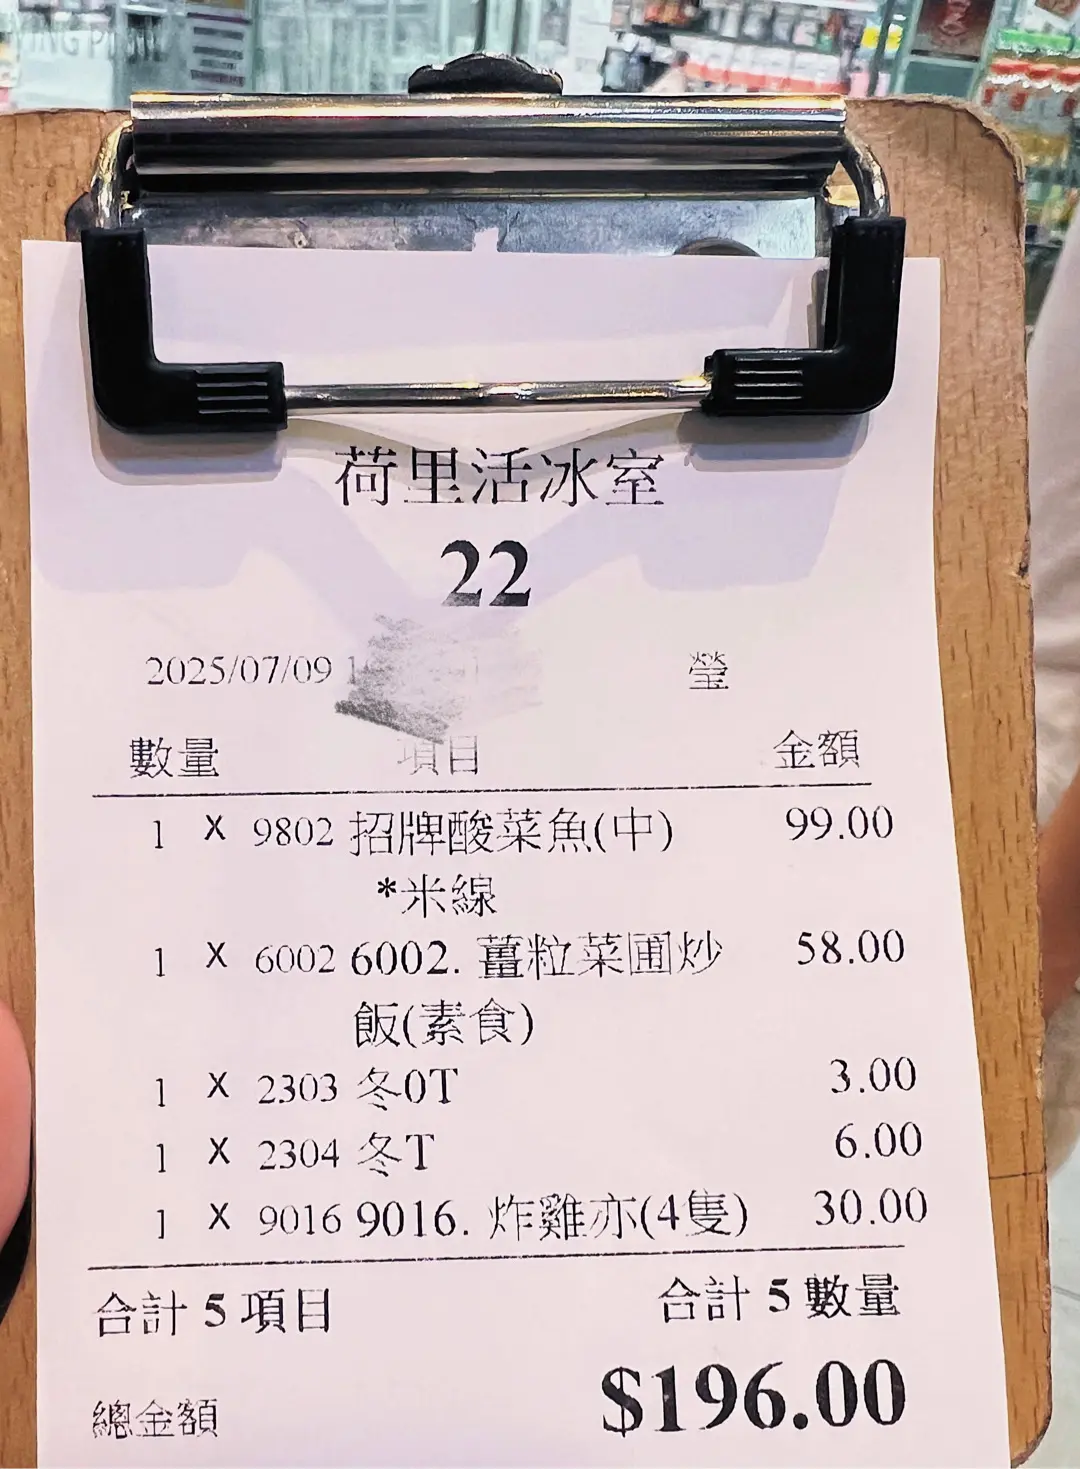 荷里活冰室
22
2025/07/09 瑩
數量 項目 金額
1 X 9802 招牌酸菜魚(中) 99.00
*米線
1 X 6002 6002. 薑粒菜圃炒 58.00
飯(素食)
1 X 2303 冬0T 3.00
1 X 2304 冬T 6.00
1 X 9016 9016. 炸雞亦(4隻) 30.00
合計 5 項目 合計 5 數量
總金額 $196.00